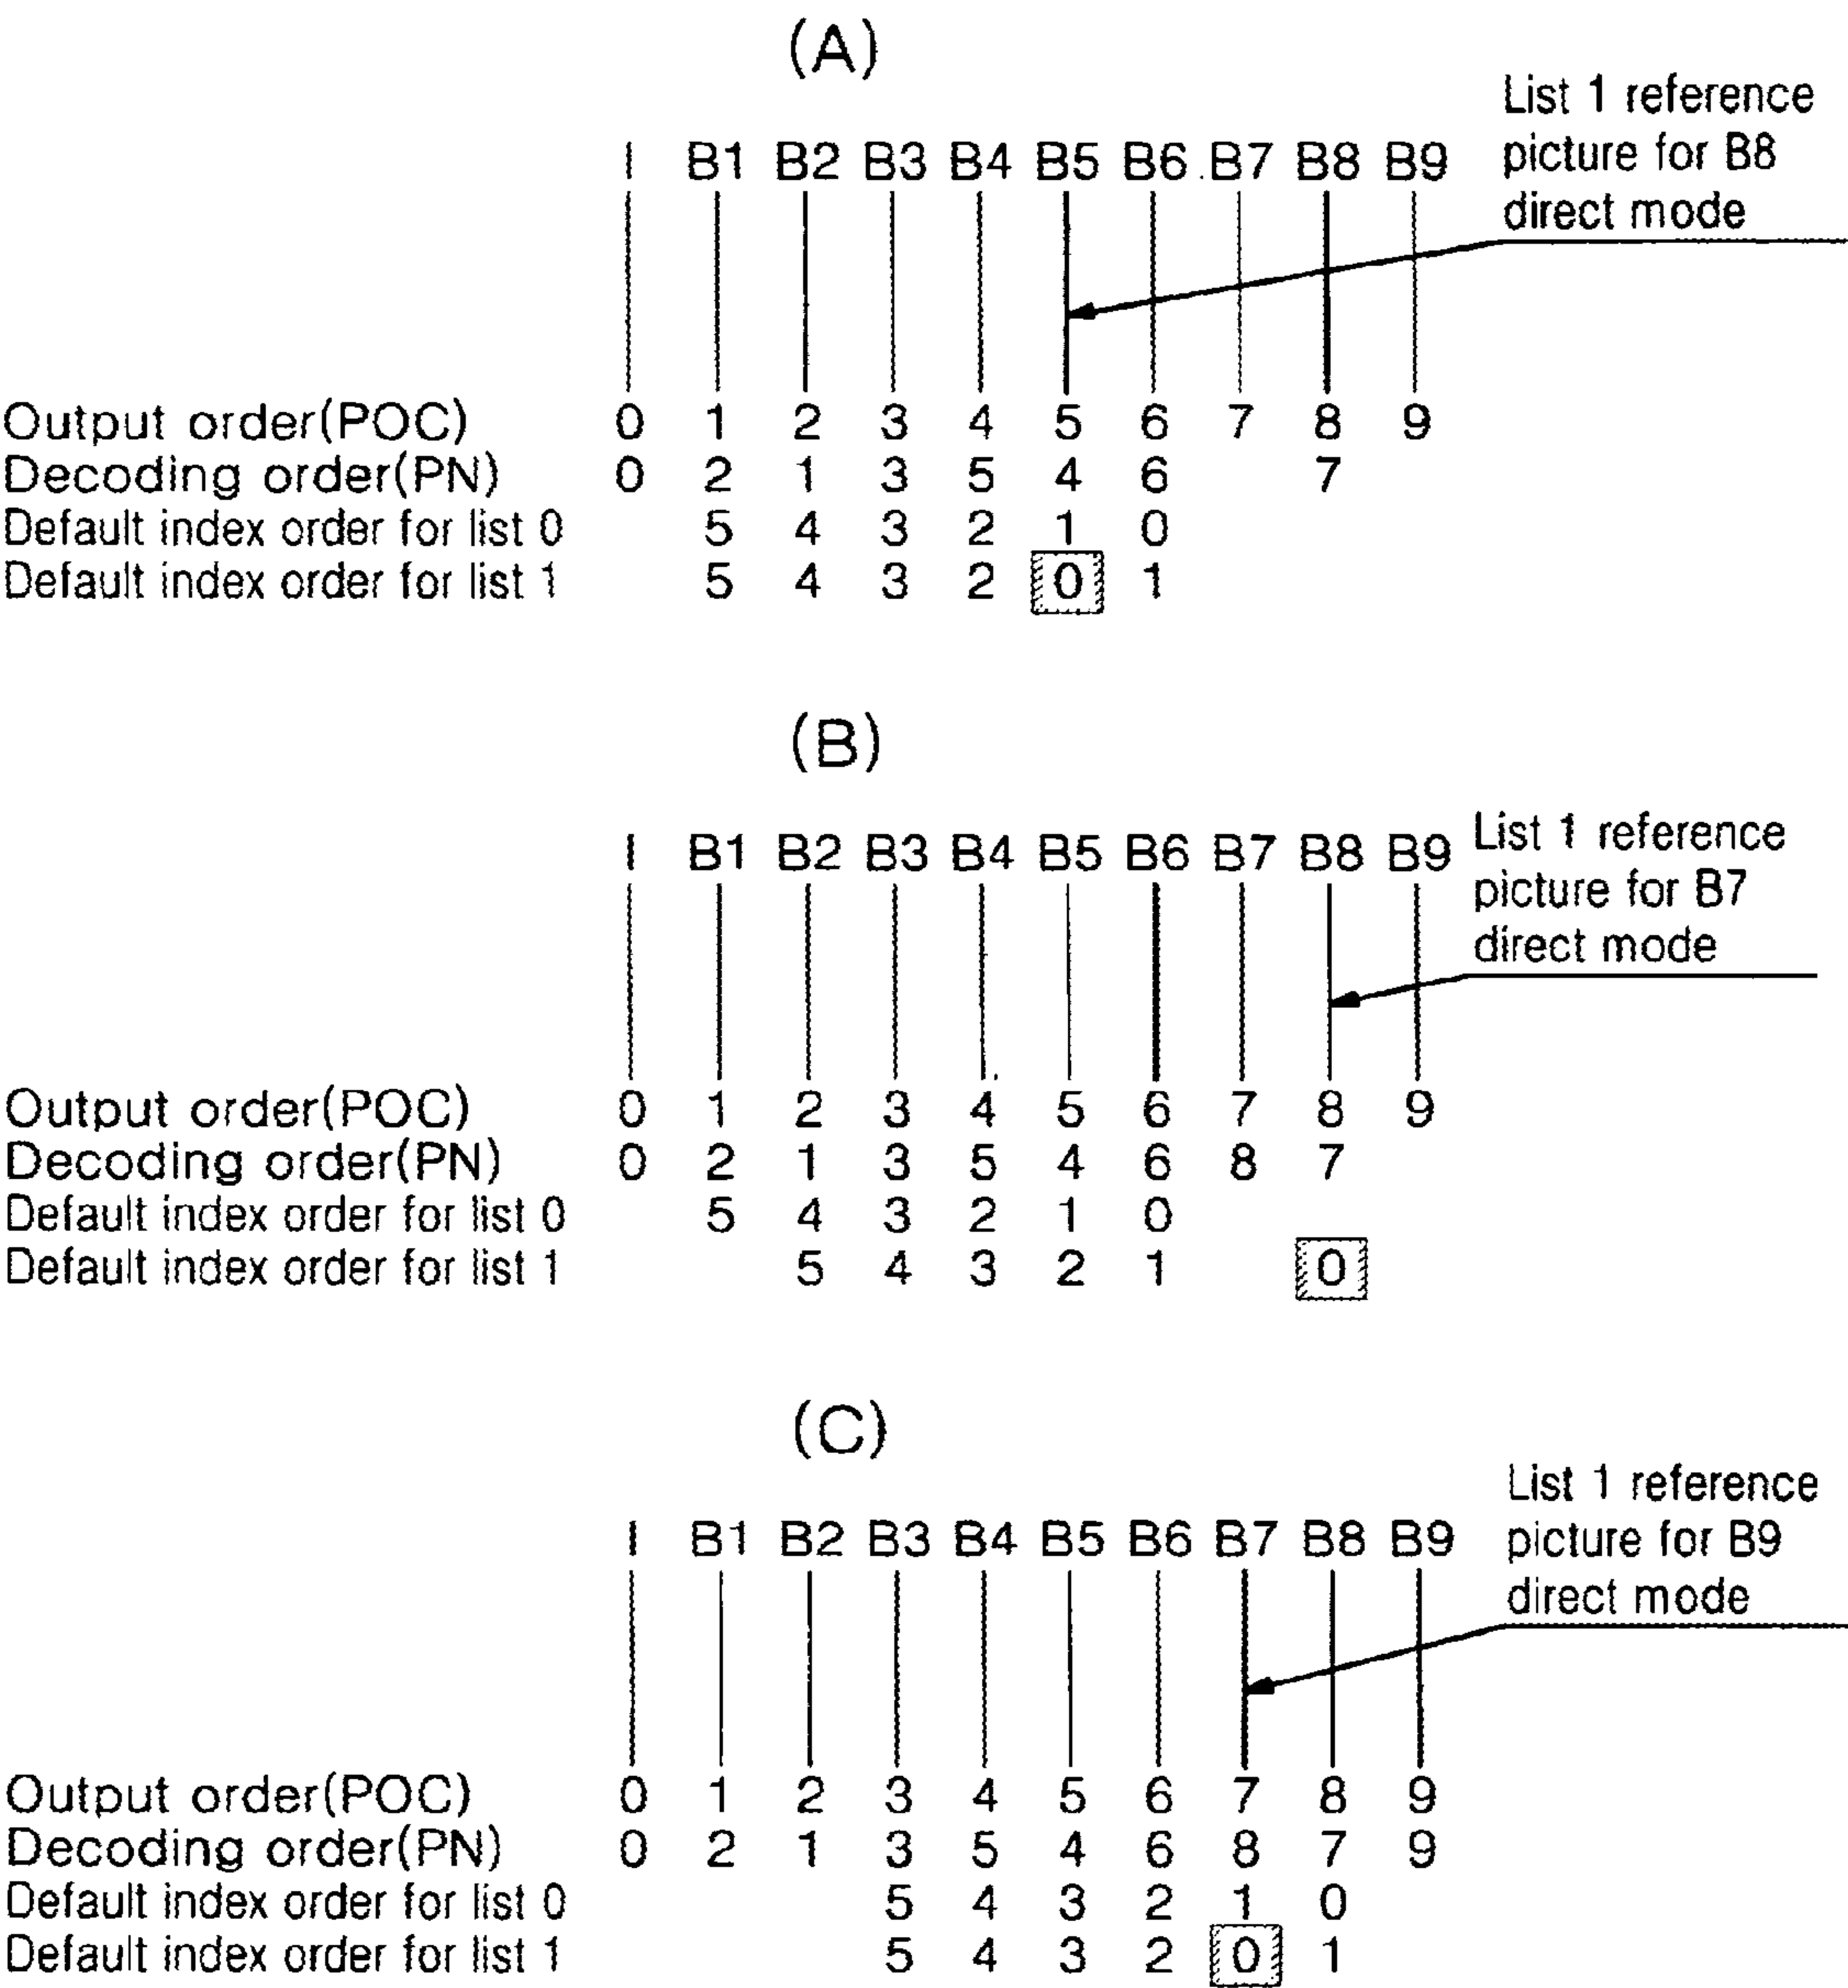 (A)
List 1 reference
picture for B8
direct mode
I B1 B2 B3 B4 B5 B6 B7 B8 B9
Output order(POC) 0 1 2 3 4 5 6 7 8 9
Decoding order(PN) 0 2 1 3 5 4 6 7
Default index order for list 0 5 4 3 2 1 0
Default index order for list 1 5 4 3 2 0 1
(B)
List 1 reference
picture for B7
direct mode
I B1 B2 B3 B4 B5 B6 B7 B8 B9
Output order(POC) 0 1 2 3 4 5 6 7 8 9
Decoding order(PN) 0 2 1 3 5 4 6 8 7
Default index order for list 0 5 4 3 2 1 0
Default index order for list 1 5 4 3 2 1 0
(C)
List 1 reference
picture for B9
direct mode
I B1 B2 B3 B4 B5 B6 B7 B8 B9
Output order(POC) 0 1 2 3 4 5 6 7 8 9
Decoding order(PN) 0 2 1 3 5 4 6 8 7 9
Default index order for list 0 5 4 3 2 1 0
Default index order for list 1 5 4 3 2 0 1